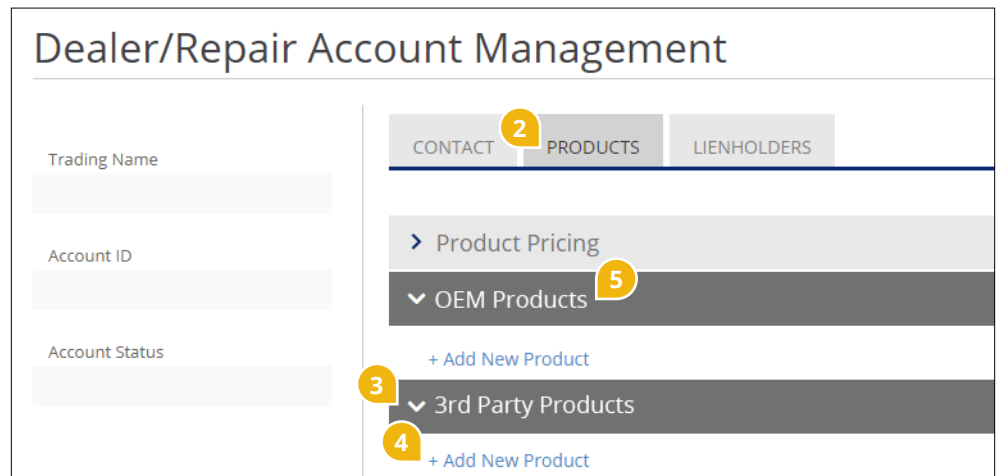 Dealer/Repair Account Management
Trading Name
Account ID
Account Status
CONTACT 2 PRODUCTS LIENHOLDERS
Product Pricing
OEM Products 5
+ Add New Product
3 3rd Party Products
4 + Add New Product